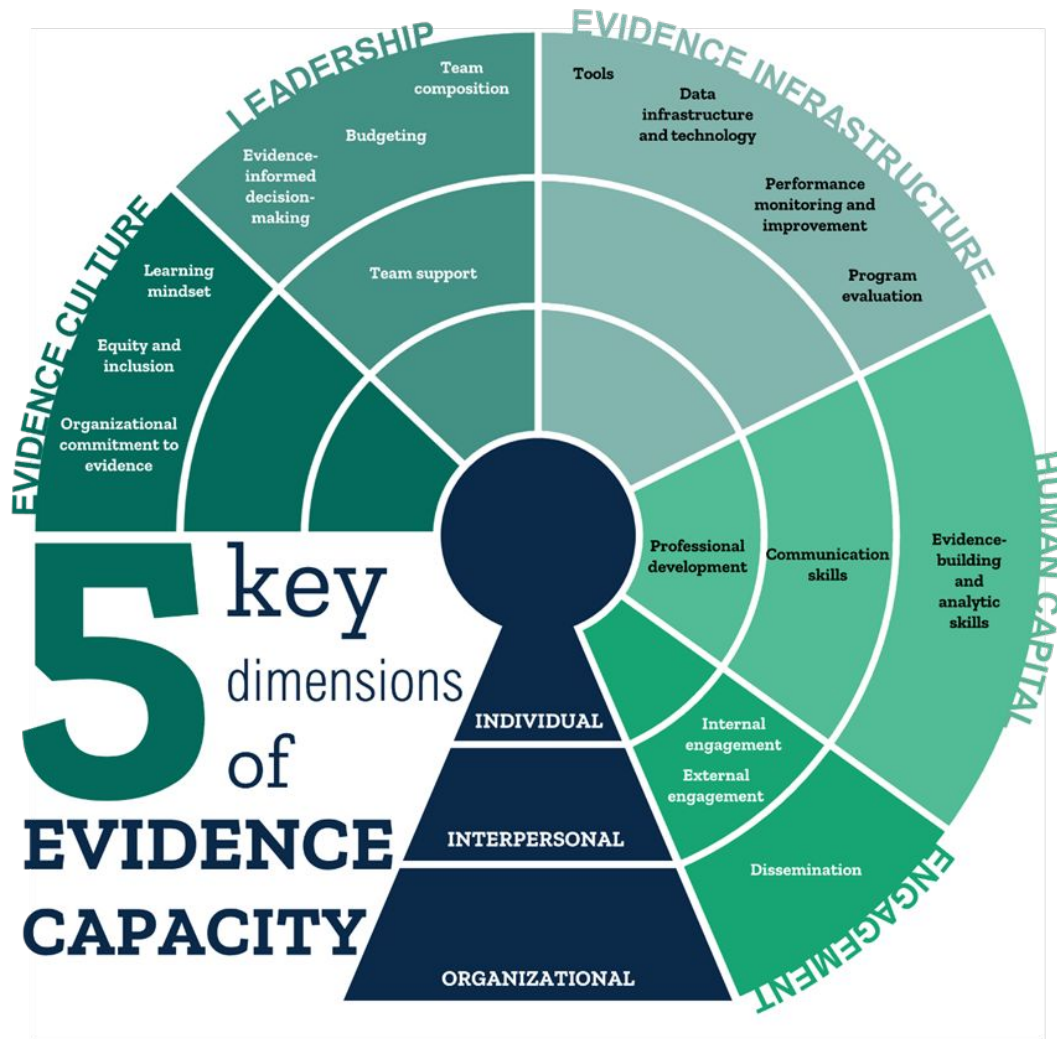 EVIDENCE CULTURE
Learning
mindset
Equity and
inclusion
Organizational
commitment to
evidence
LEADERSHIP
Team
composition
Budgeting
Evidence-
informed
decision-
making
Team support
EVIDENCE INFRASTRUCTURE
Tools
Data
infrastructure
and technology
Performance
monitoring and
improvement
Program
evaluation
HUMAN CAPITAL
Professional
development
Communication
skills
Evidence-
building
and
analytic
skills
ENGAGEMENT
Internal
engagement
External
engagement
Dissemination
5 key
dimensions
of
EVIDENCE
CAPACITY
INDIVIDUAL
INTERPERSONAL
ORGANIZATIONAL